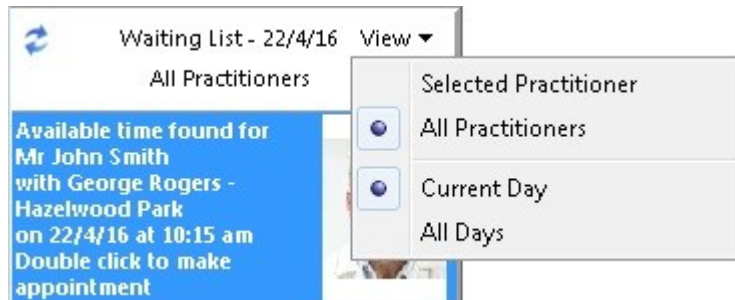 Waiting List - 22/4/16 View
All Practitioners
Selected Practitioner
All Practitioners
Current Day
All Days
Available time found for
Mr John Smith
with George Rogers -
Hazelwood Park
on 22/4/16 at 10:15 am
Double click to make
appointment